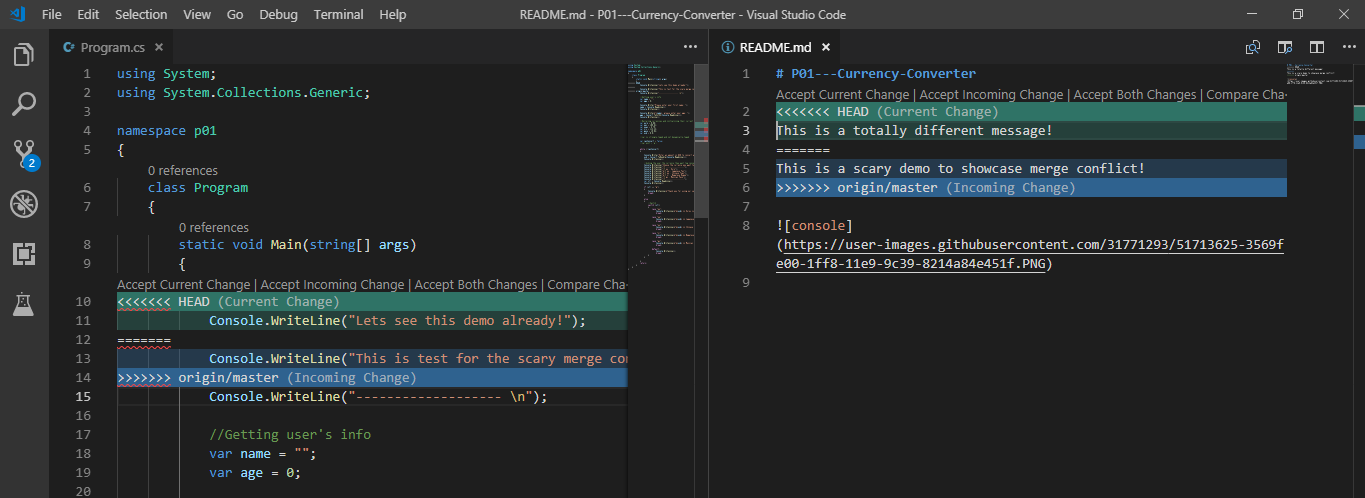 File Edit Selection View Go Debug Terminal Help README.md - P01---Currency-Converter - Visual Studio Code
2
C# Program.cs
1 using System;
2 using System.Collections.Generic;
3
4 namespace p01
5 {
0 references
6 class Program
7 {
0 references
8 static void Main(string[] args)
9 {
Accept Current Change | Accept Incoming Change | Accept Both Changes | Compare Cha
10 <<<<<<< HEAD (Current Change)
11 Console.WriteLine("Lets see this demo already!");
12 =======
13 Console.WriteLine("This is test for the scary merge con
14 >>>>>>> origin/master (Incoming Change)
15 Console.WriteLine("------------------- \n");
16
17 //Getting user's info
18 var name = "";
19 var age = 0;
20
README.md
1 # P01---Currency-Converter
Accept Current Change | Accept Incoming Change | Accept Both Changes | Compare Cha
2 <<<<<<< HEAD (Current Change)
3 This is a totally different message!
4 =======
5 This is a scary demo to showcase merge conflict!
6 >>>>>>> origin/master (Incoming Change)
7
8 ![console]
(https://user-images.githubusercontent.com/31771293/51713625-3569f
e00-1ff8-11e9-9c39-8214a84e451f.PNG)
9